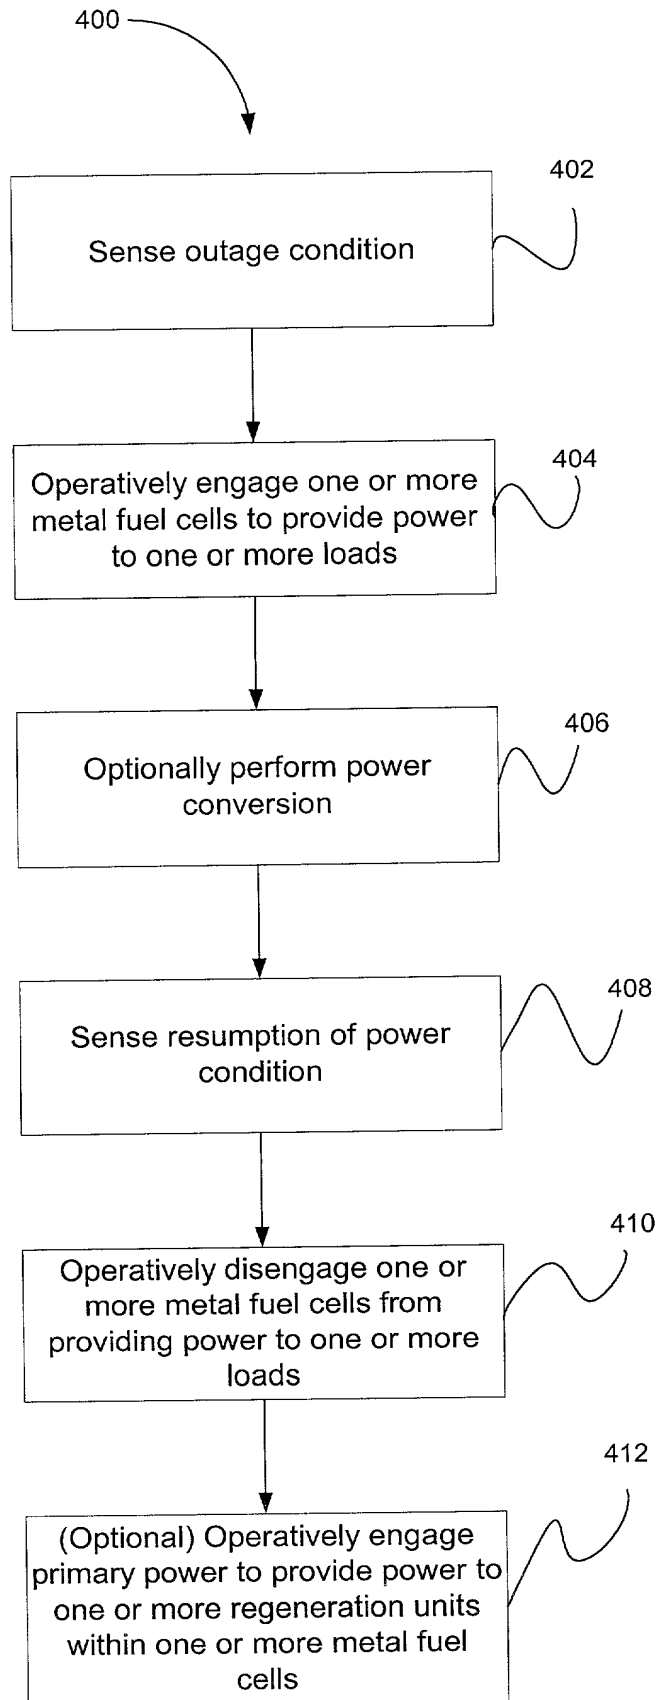 400
402
Sense outage condition
404
Operatively engage one or more
metal fuel cells to provide power
to one or more loads
406
Optionally perform power
conversion
408
Sense resumption of power
condition
410
Operatively disengage one or
more metal fuel cells from
providing power to one or more
loads
412
(Optional) Operatively engage
primary power to provide power to
one or more regeneration units
within one or more metal fuel
cells